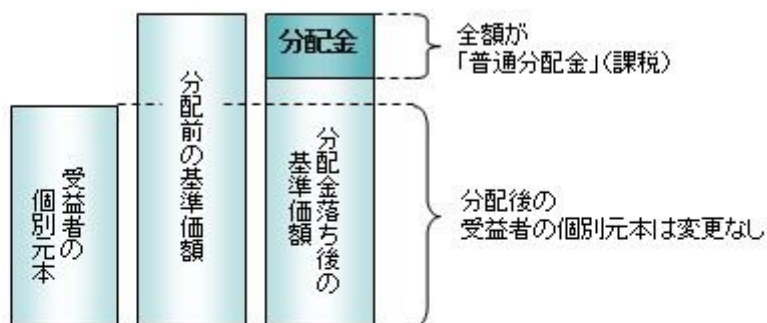 受益者の
個別元本
分配前の基準価額
分配金
分配金落ち後の
基準価額
全額が
「普通分配金」(課税)
分配後の
受益者の個別元本は変更なし